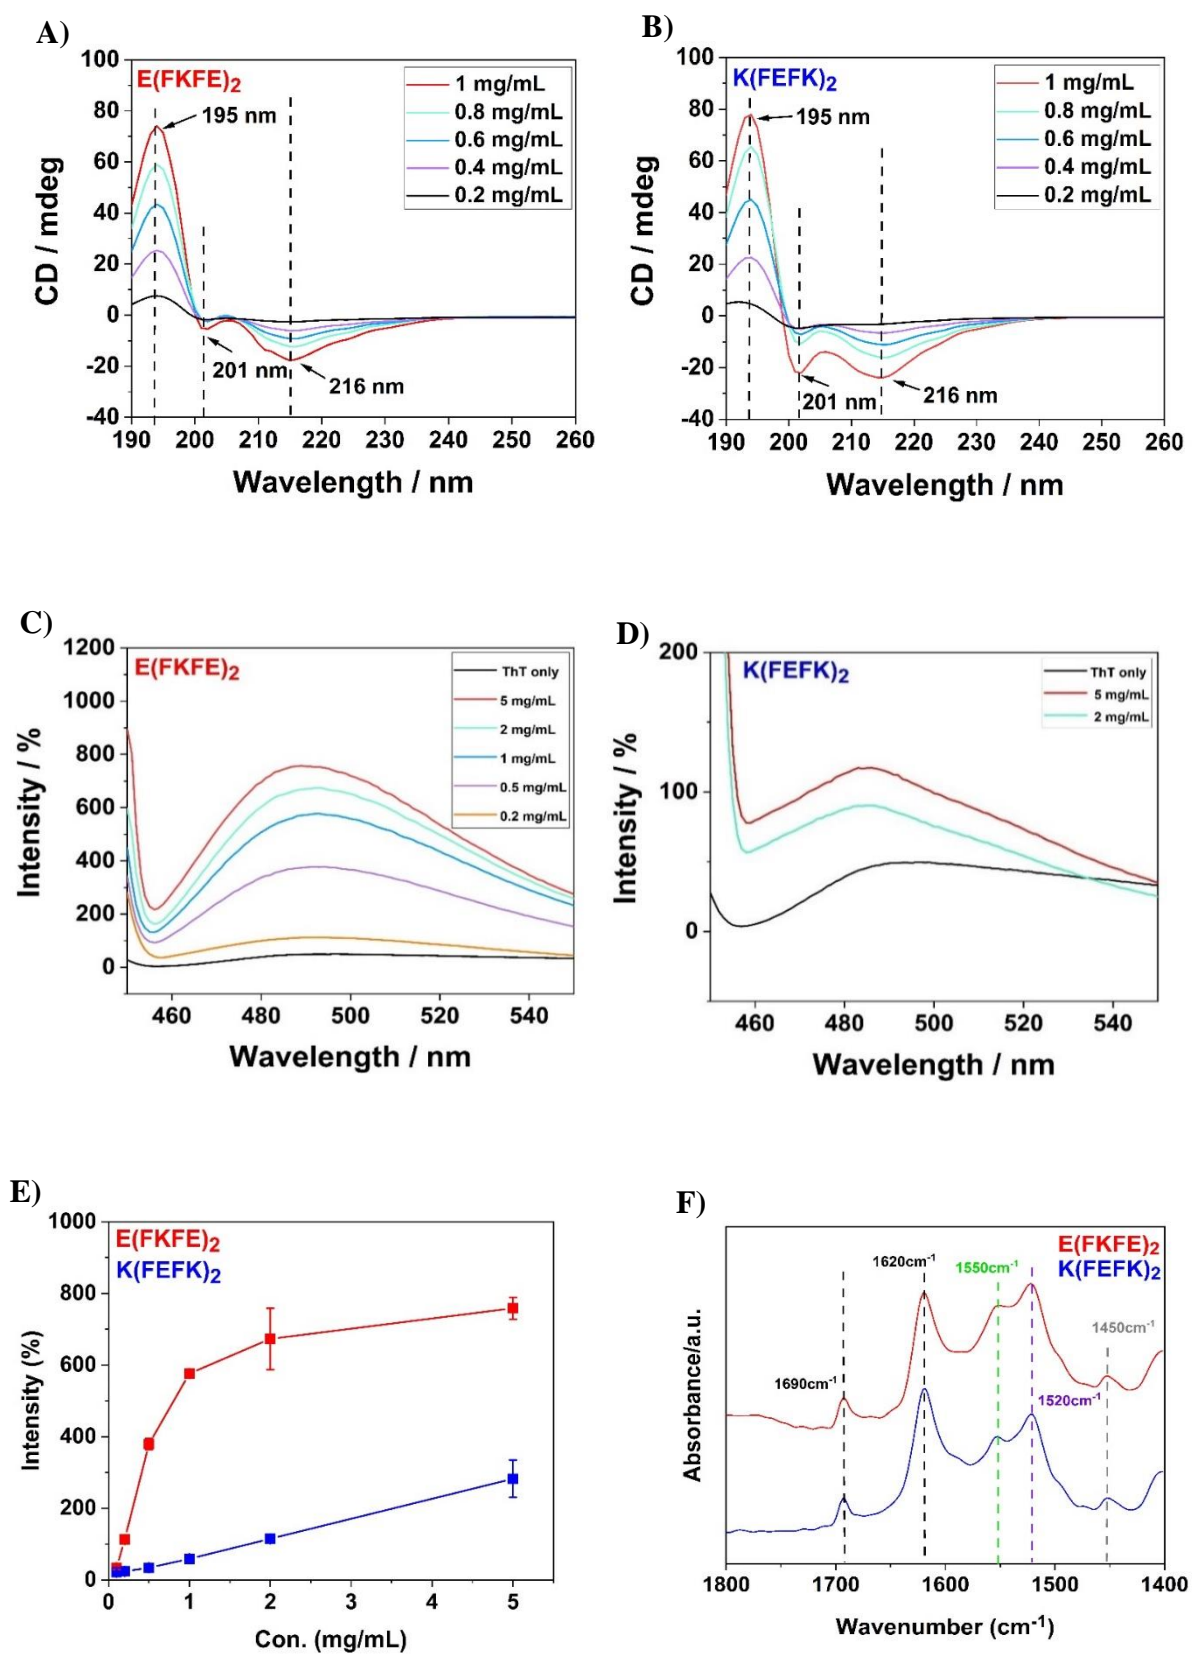 A)
E(FKFE)2
1 mg/mL
0.8 mg/mL
0.6 mg/mL
0.4 mg/mL
0.2 mg/mL
195 nm
201 nm
216 nm
100
80
60
40
20
0
-20
-40
190 200 210 220 230 240 250 260
CD / mdeg
Wavelength / nm
B)
K(FEFK)2
1 mg/mL
0.8 mg/mL
0.6 mg/mL
0.4 mg/mL
0.2 mg/mL
195 nm
201 nm
216 nm
100
80
60
40
20
0
-20
-40
190 200 210 220 230 240 250 260
CD / mdeg
Wavelength / nm
C)
E(FKFE)2
ThT only
5 mg/mL
2 mg/mL
1 mg/mL
0.5 mg/mL
0.2 mg/mL
1200
1000
800
600
400
200
0
460 480 500 520 540
Intensity / %
Wavelength / nm
D)
K(FEFK)2
ThT only
5 mg/mL
2 mg/mL
200
100
0
460 480 500 520 540
Intensity / %
Wavelength / nm
E)
E(FKFE)2
K(FEFK)2
1000
800
600
400
200
0
0 1 2 3 4 5
Intensity (%)
Con. (mg/mL)
F)
E(FKFE)2
K(FEFK)2
1620cm-1
1550cm-1
1450cm-1
1690cm-1
1520cm-1
1800 1700 1600 1500 1400
Absorbance/a.u.
Wavenumber (cm-1)